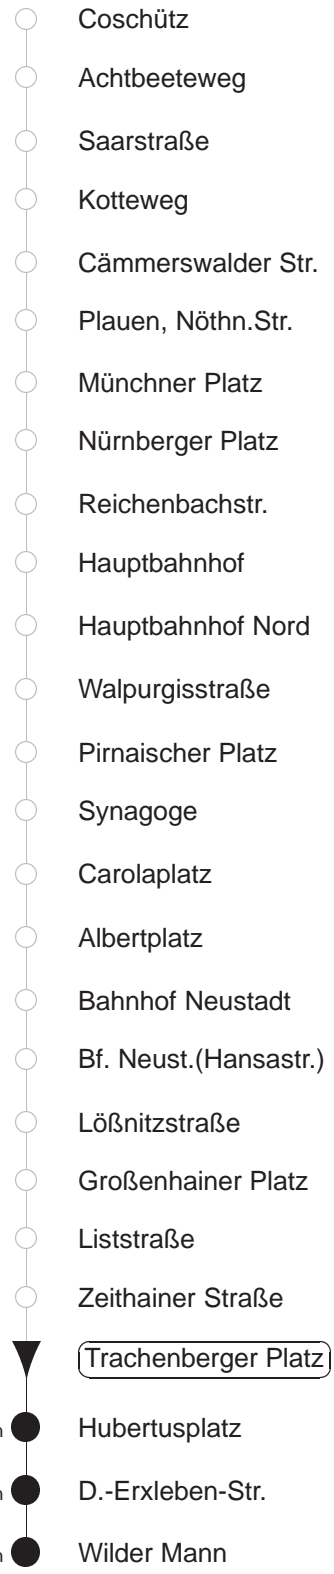 Coschütz
Achtbeeteweg
Saarstraße
Kotteweg
Cämmerswalder Str.
Plauen, Nöthn.Str.
Münchner Platz
Nürnberger Platz
Reichenbachstr.
Hauptbahnhof
Hauptbahnhof Nord
Walpurgisstraße
Pirnaischer Platz
Synagoge
Carolaplatz
Albertplatz
Bahnhof Neustadt
Bf. Neust.(Hansastr.)
Lößnitzstraße
Großenhainer Platz
Liststraße
Zeithainer Straße
Trachenberger Platz
Hubertusplatz
D.-Erxleben-Str.
Wilder Mann